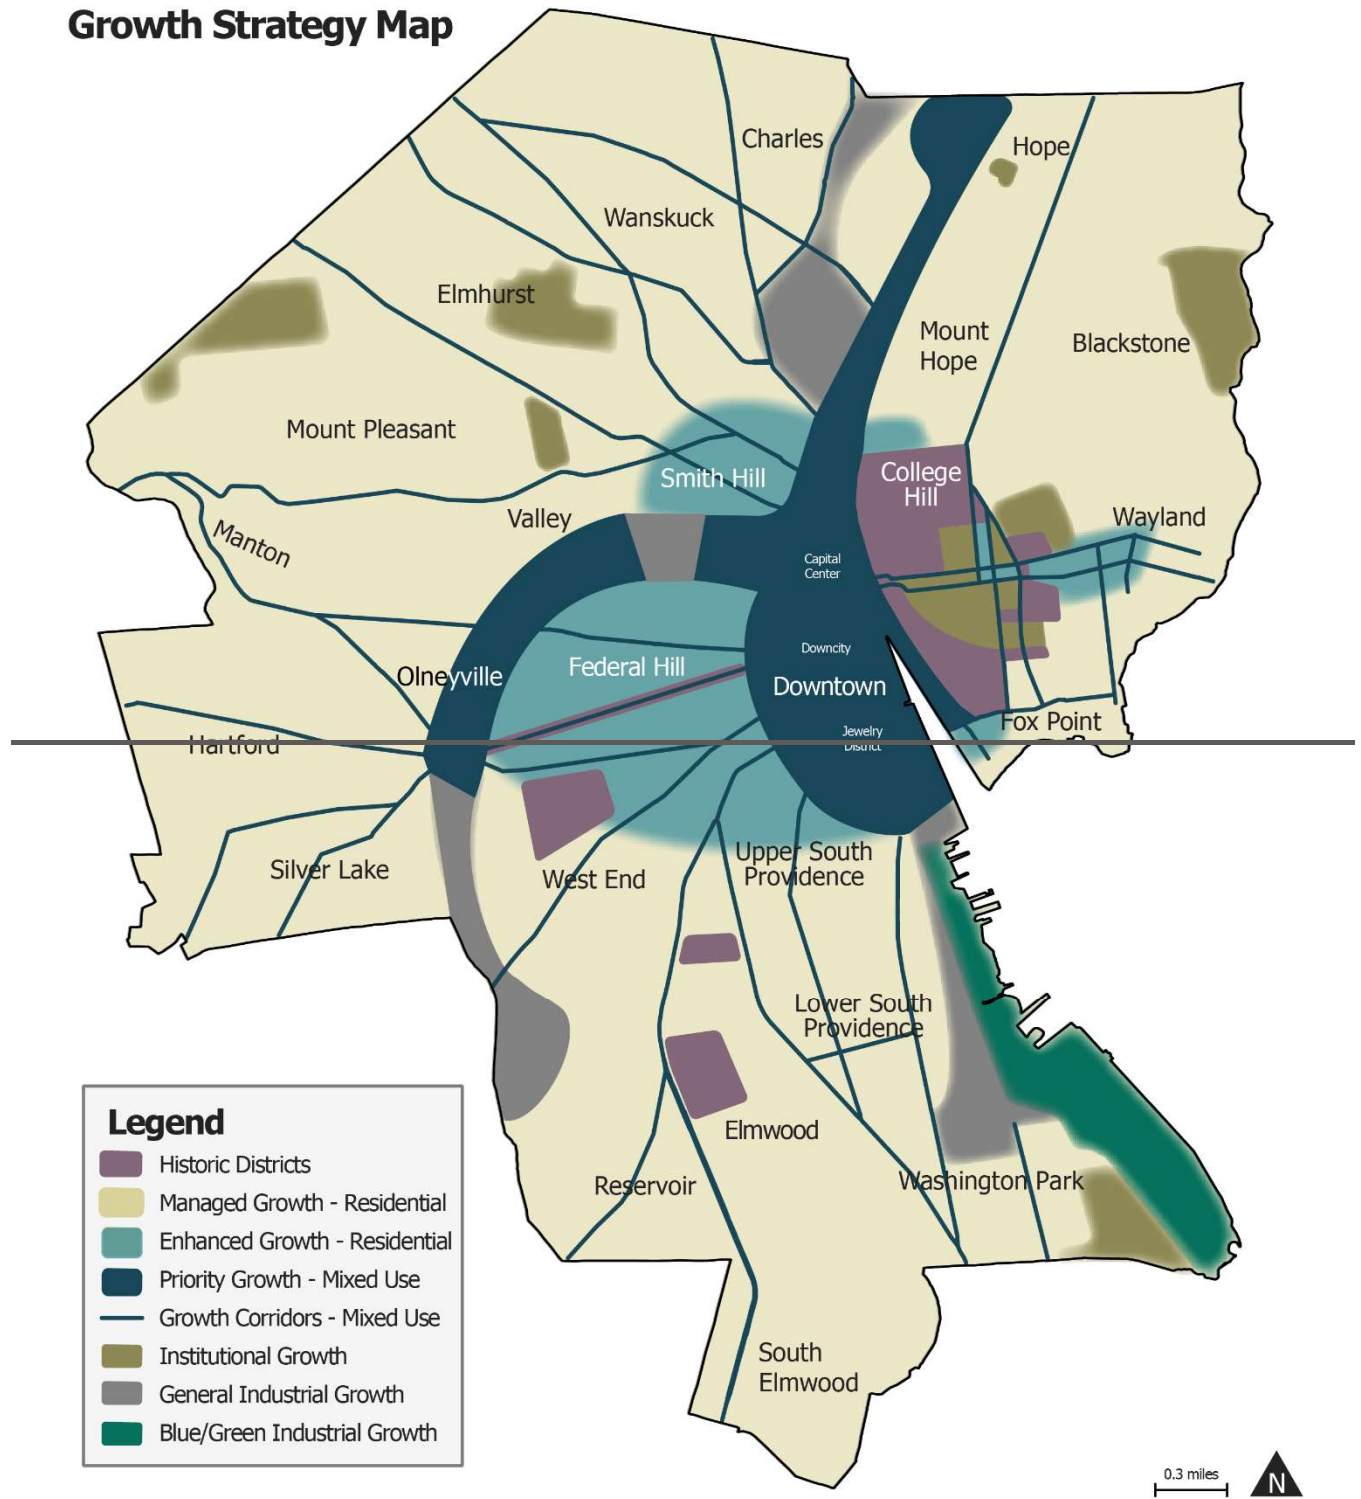 Growth Strategy Map
Charles
Hope
Wanskuck
Elmhurst
Mount
Hope
Blackstone
Mount Pleasant
Smith Hill
College
Hill
Valley
Wayland
Manton
Capital
Center
Downcity
Federal Hill
Olneyville
Downtown
Fox Point
Jewelry
District
Hartford
Silver Lake
West End
Upper South
Providence
Lower South
Providence
Elmwood
Reservoir
Washington Park
South
Elmwood
Legend
Historic Districts
Managed Growth - Residential
Enhanced Growth - Residential
Priority Growth - Mixed Use
Growth Corridors - Mixed Use
Institutional Growth
General Industrial Growth
Blue/Green Industrial Growth
0.3 miles
N